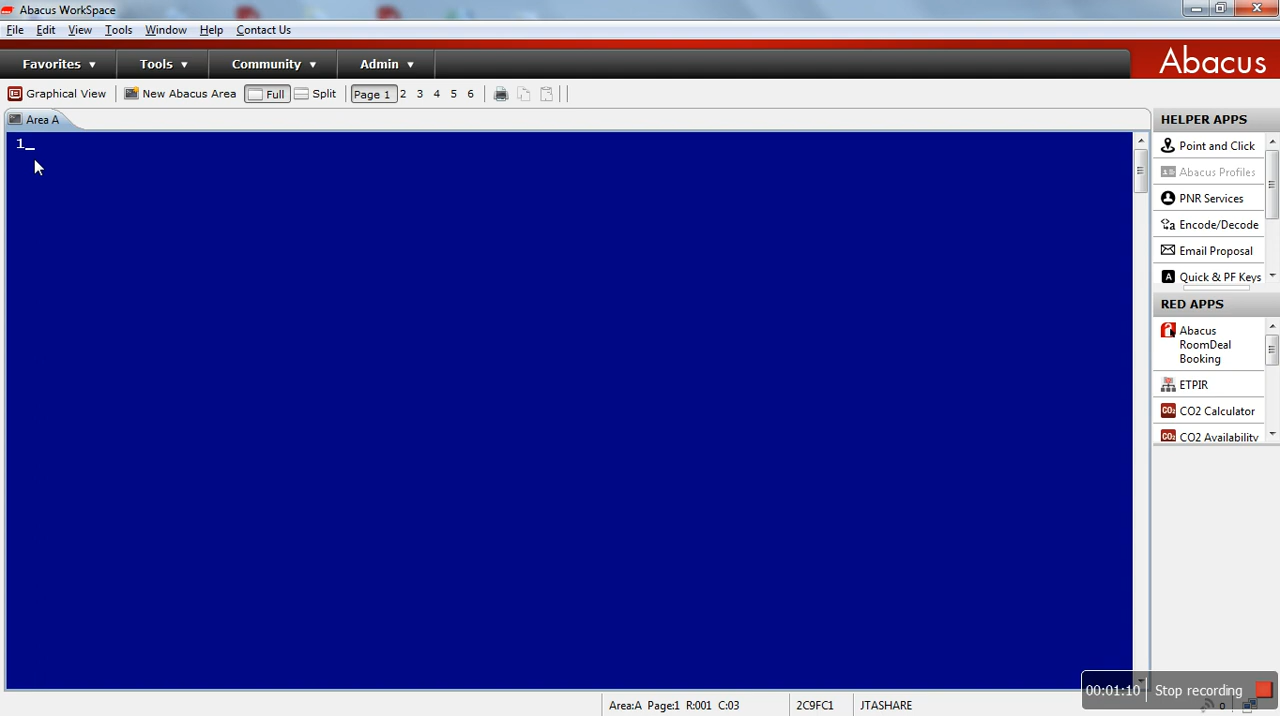 Abacus WorkSpace
File Edit View Tools Window Help Contact Us
Favorites Tools Community Admin Abacus
Graphical View New Abacus Area Full Split Page 1 2 3 4 5 6
Area A
1_
HELPER APPS
Point and Click
Abacus Profiles
PNR Services
Encode/Decode
Email Proposal
Quick & PF Keys
RED APPS
Abacus
RoomDeal
Booking
ETPIR
CO2 Calculator
CO2 Availability
00:01:10 Stop recording
Area:A Page:1 R:001 C:03 2C9FC1 JTASHARE 0